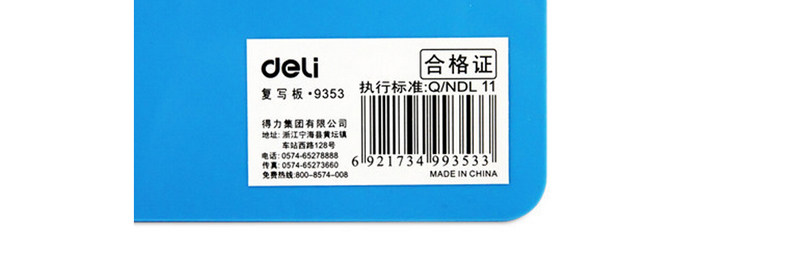 deli
合格证
复写板·9353
执行标准:Q/NDL 11
得力集团有限公司
地址: 浙江宁海县黄坛镇
车站西路128号
电话: 0574-65278888
传真: 0574-65273660
免费热线:800-8574-008
6 921734 993533
MADE IN CHINA